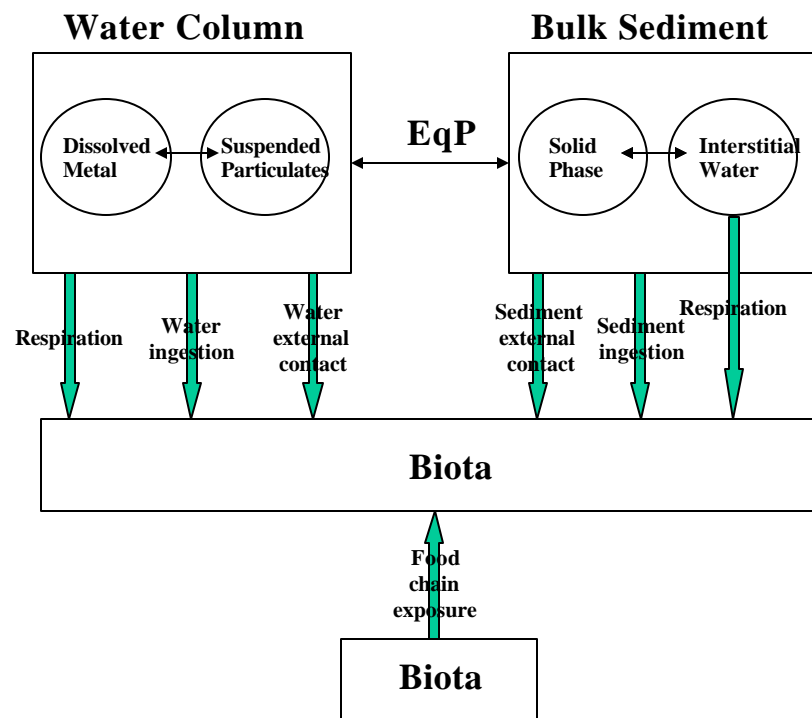 Water Column
Bulk Sediment
Dissolved
Metal
Suspended
Particulates
EqP
Solid
Phase
Interstitial
Water
Respiration
Water
ingestion
Water
external
contact
Sediment
external
contact
Sediment
ingestion
Respiration
Biota
Food
chain
exposure
Biota